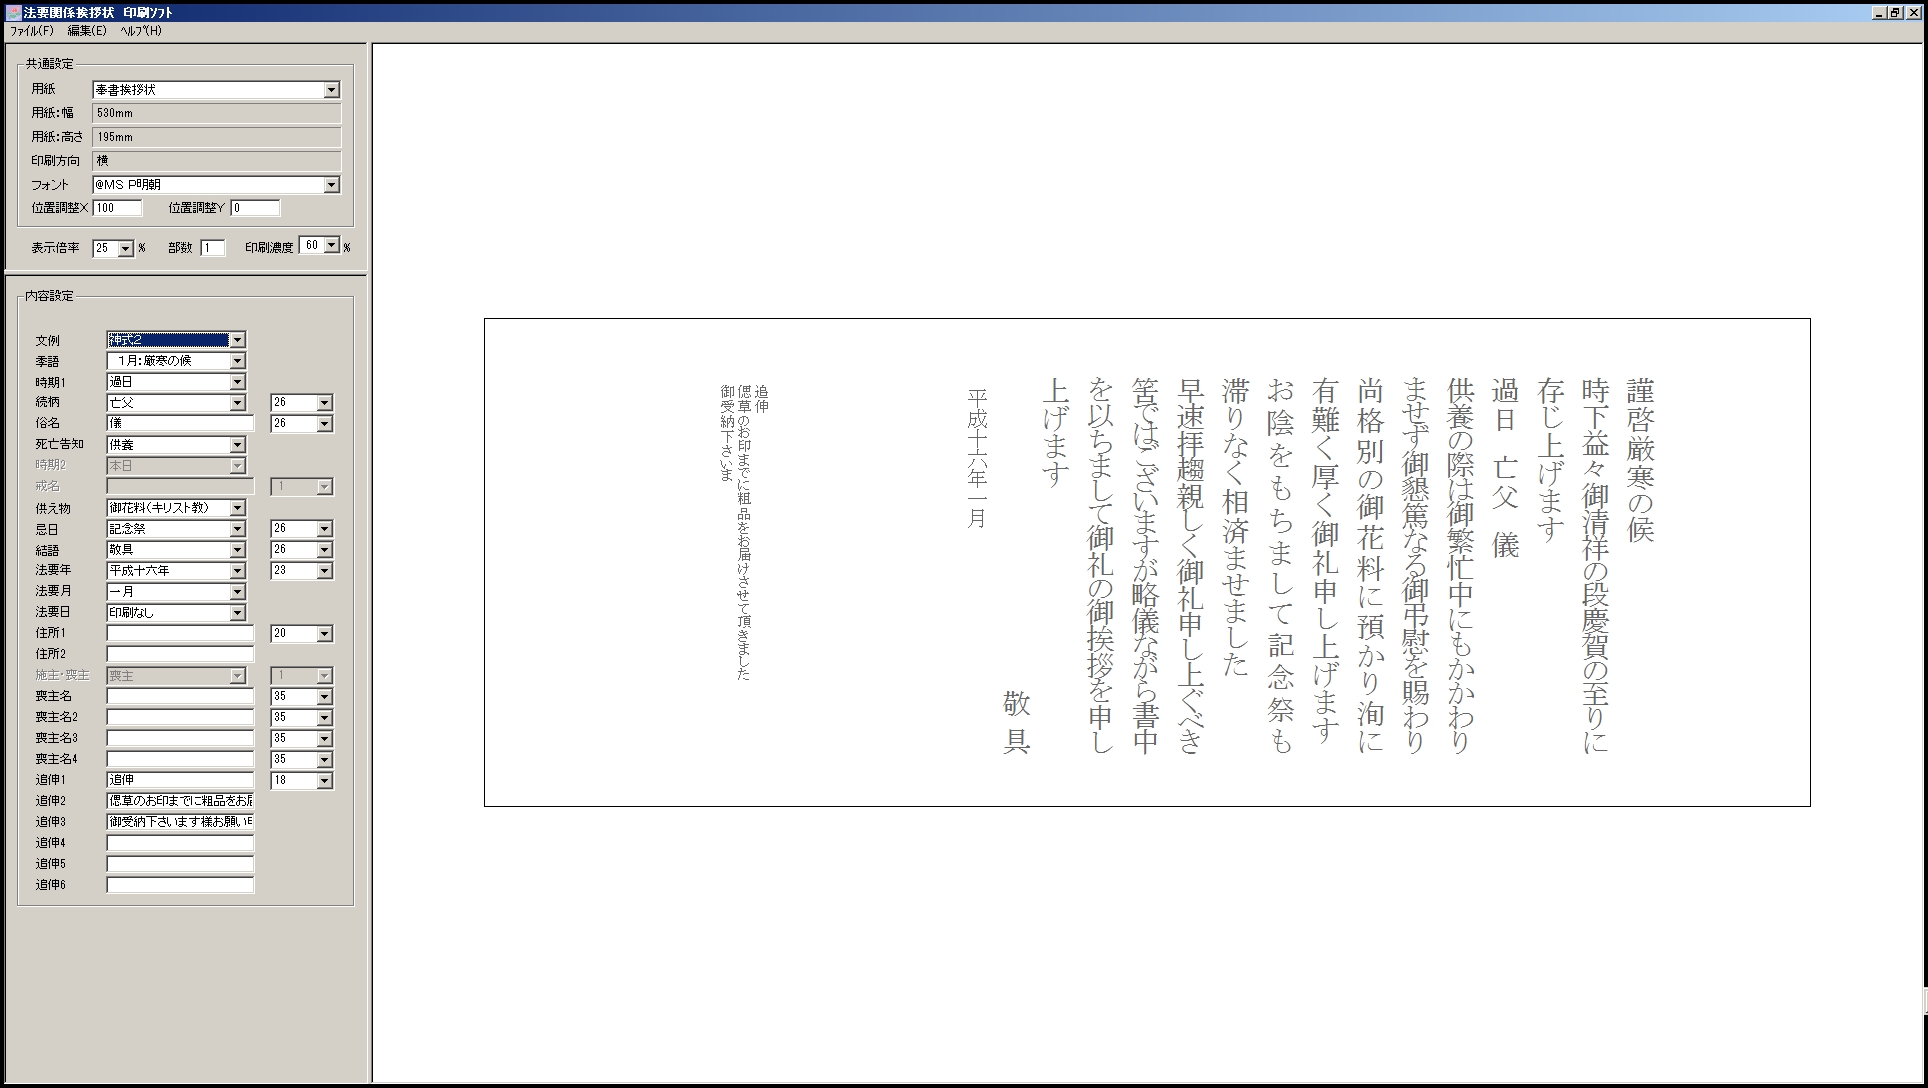 法要関係挨拶状 印刷ソフト
ファイル(F) 編集(E) ヘルプ(H)
共通設定
用紙 奉書挨拶状
用紙:幅 530mm
用紙:高さ 195mm
印刷方向 横
フォント @MS P明朝
位置調整X 100 位置調整Y 0
表示倍率 25 % 部数 1 印刷濃度 60 %
内容設定
文例 神式2
季語 1月:厳寒の候
時期1 過日
続柄 亡父 26
俗名 儀 26
死亡告知 供養
時期2 本日
戒名 1
供え物 御花料(キリスト教)
忌日 記念祭 26
結語 敬具 26
法要年 平成十六年 23
法要月 一月
法要日 印刷なし
住所1 20
住所2
施主・喪主 喪主 1
喪主名 35
喪主名2 35
喪主名3 35
喪主名4 35
追伸1 追伸 18
追伸2 偲草のお印までに粗品をお
追伸3 御受納下さいます様お願い
追伸4
追伸5
追伸6
謹啓 厳寒の候
時下益々御清祥の段慶賀の至りに
存じ上げます
過日 亡父 儀
供養の際は御繁忙中にもかかわり
ませず御懇篤なる御弔慰を賜わり
尚格別の御花料に預かり洵に
有難く厚く御礼申し上げます
お陰をもちまして記念祭も
滞りなく相済ませました
早速拝趨親しく御礼申し上ぐべき
筈ではございますが略儀ながら書中
を以ちまして御礼の御挨拶を申し
上げます
敬具
平成十六年一月
追伸
偲草のお印までに粗品をお届けさせて頂きました
御受納下さいま